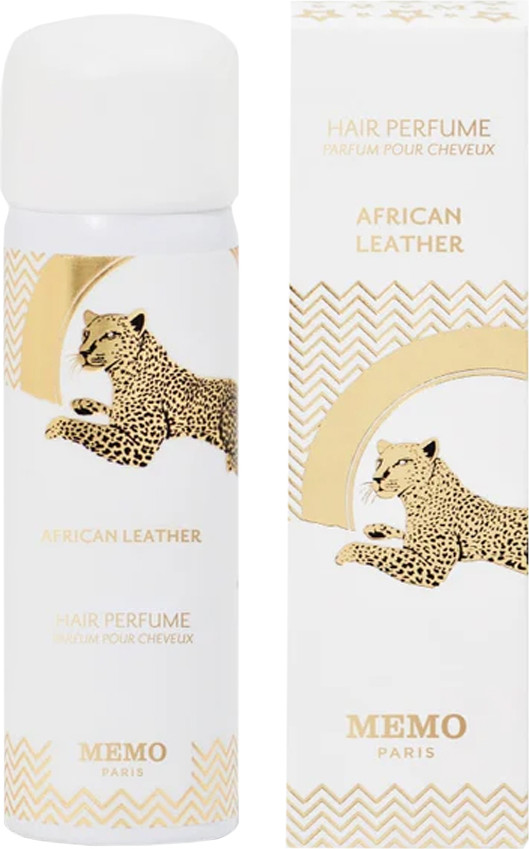 AFRICAN LEATHER
HAIR PERFUME
PARFUM POUR CHEVEUX
MEMO
PARIS
HAIR PERFUME
PARFUM POUR CHEVEUX
AFRICAN
LEATHER
MEMO
PARIS